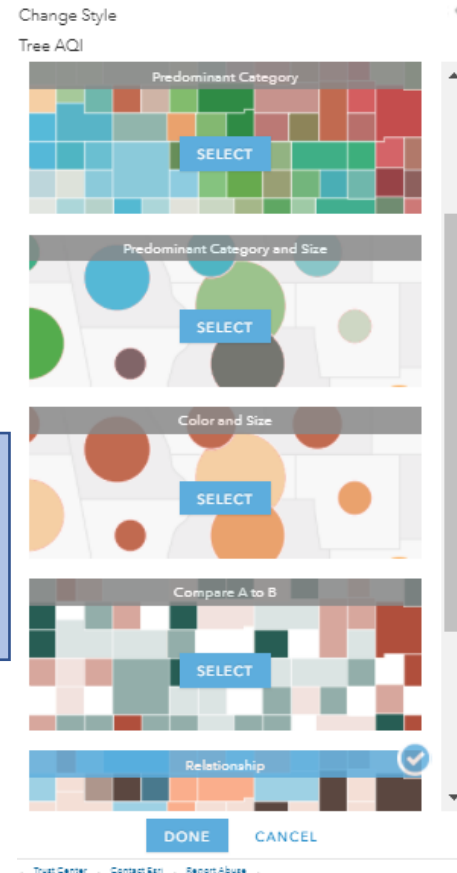 Change Style
Tree AQI
Predominant Category
SELECT
Predominant Category and Size
SELECT
Color and Size
SELECT
Compare A to B
SELECT
Relationship
DONE CANCEL
Trust Center . Contact Esri . Report Abuse .